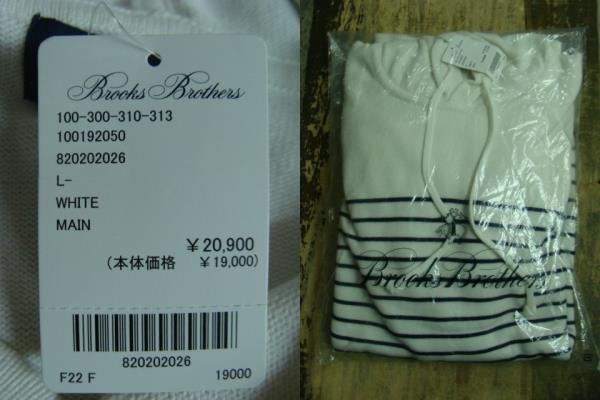 Brooks Brothers
100-300-310-313
100192050
820202026
L-
WHITE
MAIN
¥20,900
(本体価格 ¥19,000)
820202026
F22 F 19000
Brooks Brothers